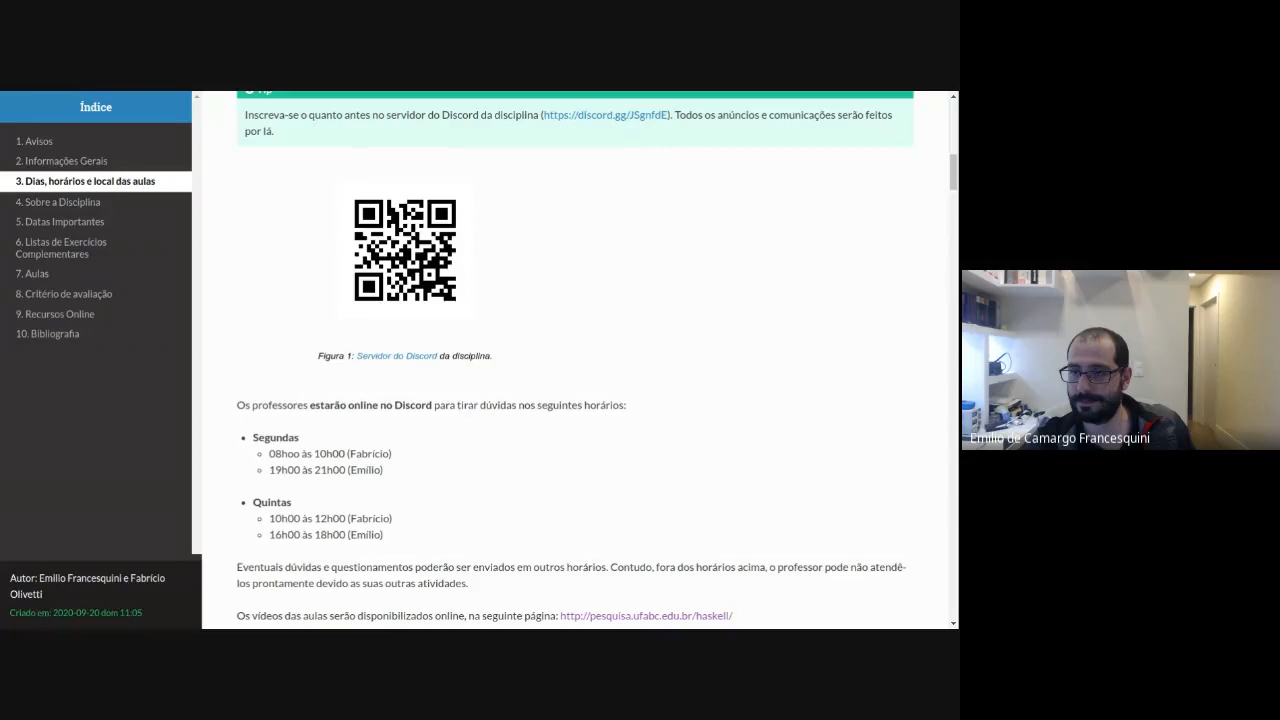 Índice
1. Avisos
2. Informações Gerais
3. Dias, horários e local das aulas
4. Sobre a Disciplina
5. Datas Importantes
6. Listas de Exercícios
Complementares
7. Aulas
8. Critério de avaliação
9. Recursos Online
10. Bibliografia
Autor: Emilio Francesquini e Fabrício
Olivetti
Criado em: 2020-09-20 dom 11:05
Inscreva-se o quanto antes no servidor do Discord da disciplina (https://discord.gg/JSgnfdE). Todos os anúncios e comunicações serão feitos
por lá.
Figura 1: Servidor do Discord da disciplina.
Os professores estarão online no Discord para tirar dúvidas nos seguintes horários:
• Segundas
08hoo às 10h00 (Fabrício)
19h00 às 21h00 (Emílio)
• Quintas
10h00 às 12h00 (Fabrício)
16h00 às 18h00 (Emílio)
Eventuais dúvidas e questionamentos poderão ser enviados em outros horários. Contudo, fora dos horários acima, o professor pode não atendê-
los prontamente devido as suas outras atividades.
Os vídeos das aulas serão disponibilizados online, na seguinte página: http://pesquisa.ufabc.edu.br/haskell/
Emilio de Camargo Francesquini